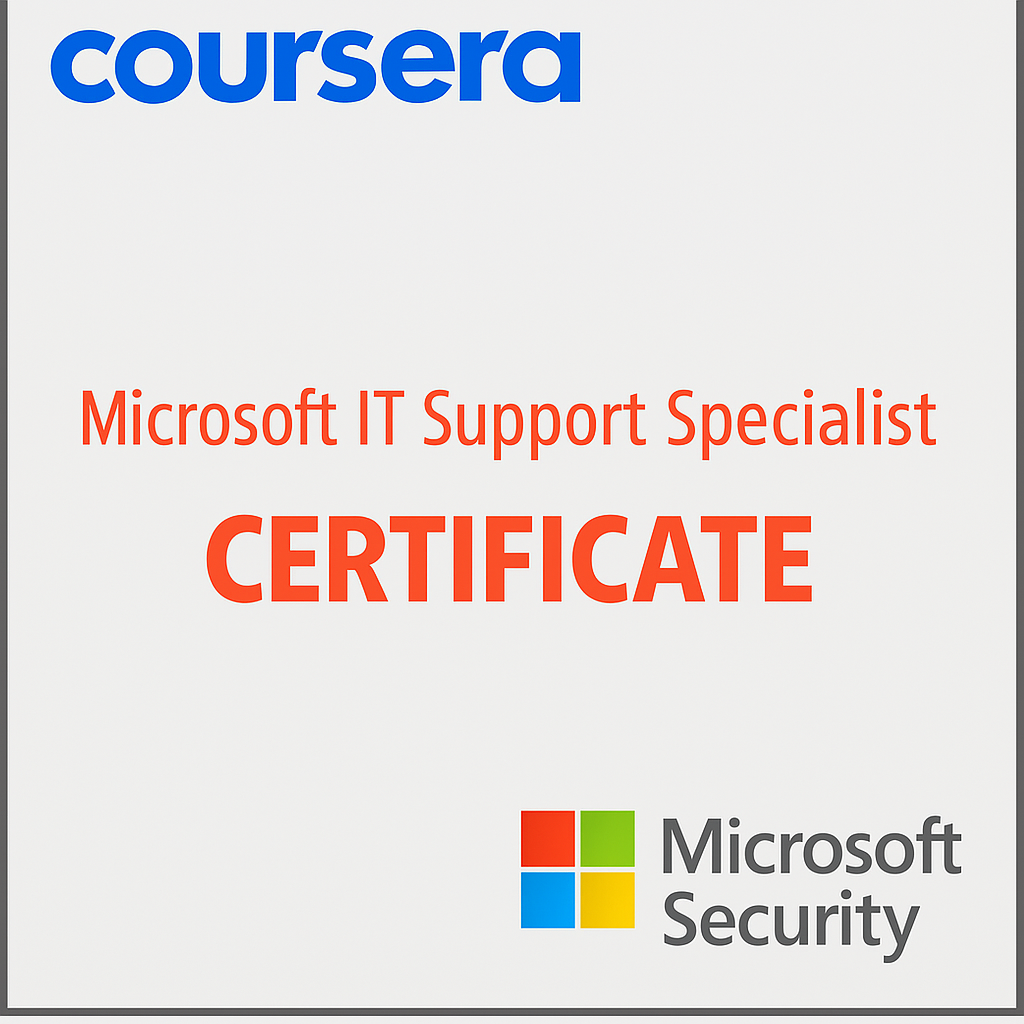 coursera
Microsoft IT Support Specialist
CERTIFICATE
Microsoft
Security